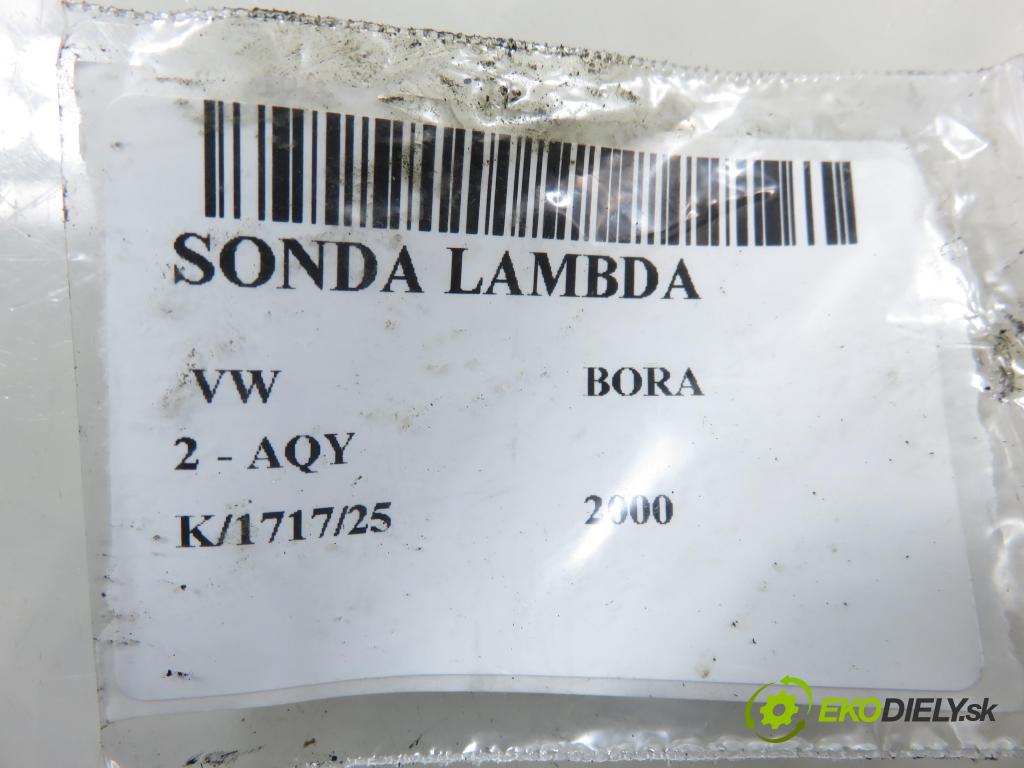 SONDA LAMBDA
VW BORA
2 - AQY
K/1717/25 2000
EKODIELY.sk